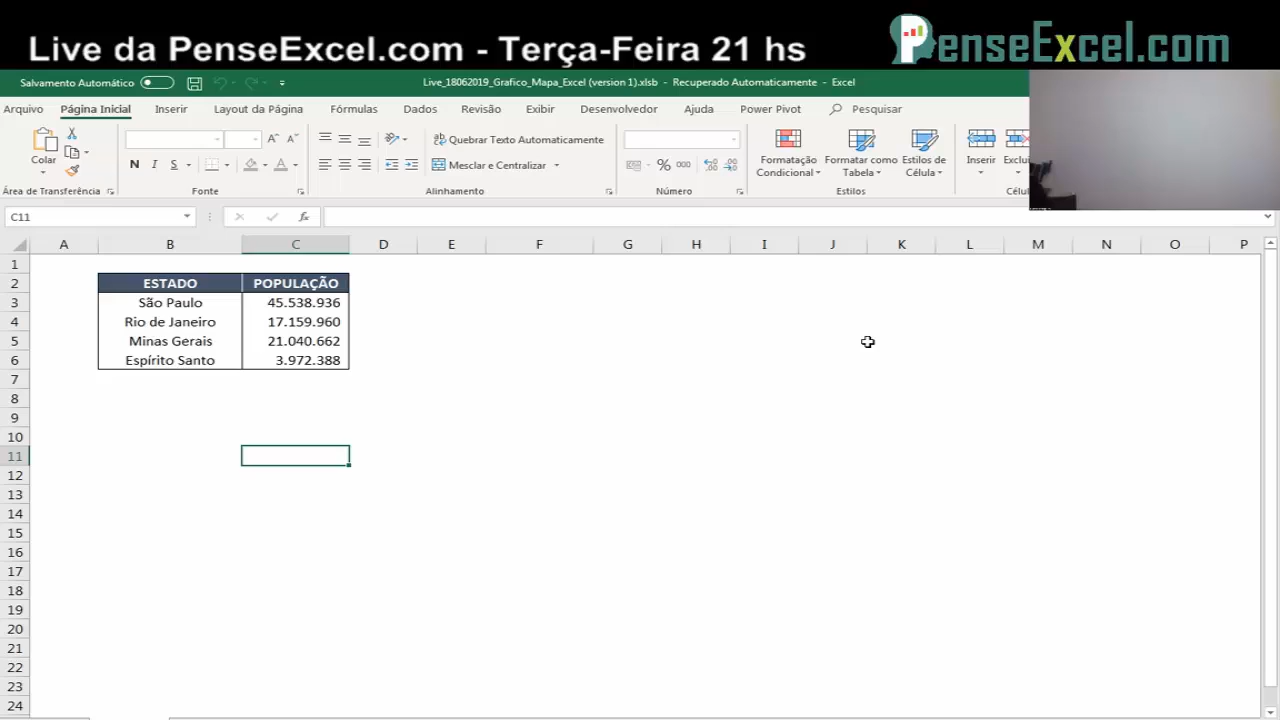 Live da PenseExcel.com - Terça-Feira 21 hs
PenseExcel.com
Salvamento Automático
Live_18062019_Grafico_Mapa_Excel (version 1).xlsb - Recuperado Automaticamente - Excel
Arquivo Página Inicial Inserir Layout da Página Fórmulas Dados Revisão Exibir Desenvolvedor Ajuda Power Pivot Pesquisar
Colar
N I S
Quebrar Texto Automaticamente
Mesclar e Centralizar
% 000
Formatação Condicional
Formatar como Tabela
Estilos de Célula
Inserir
Exclui
Área de Transferência Fonte Alinhamento Número Estilos Célu
C11 fx
A B C D E F G H I J K L M N O P
1
2 ESTADO POPULAÇÃO
3 São Paulo 45.538.936
4 Rio de Janeiro 17.159.960
5 Minas Gerais 21.040.662
6 Espírito Santo 3.972.388
7
8
9
10
11
12
13
14
15
16
17
18
19
20
21
22
23
24